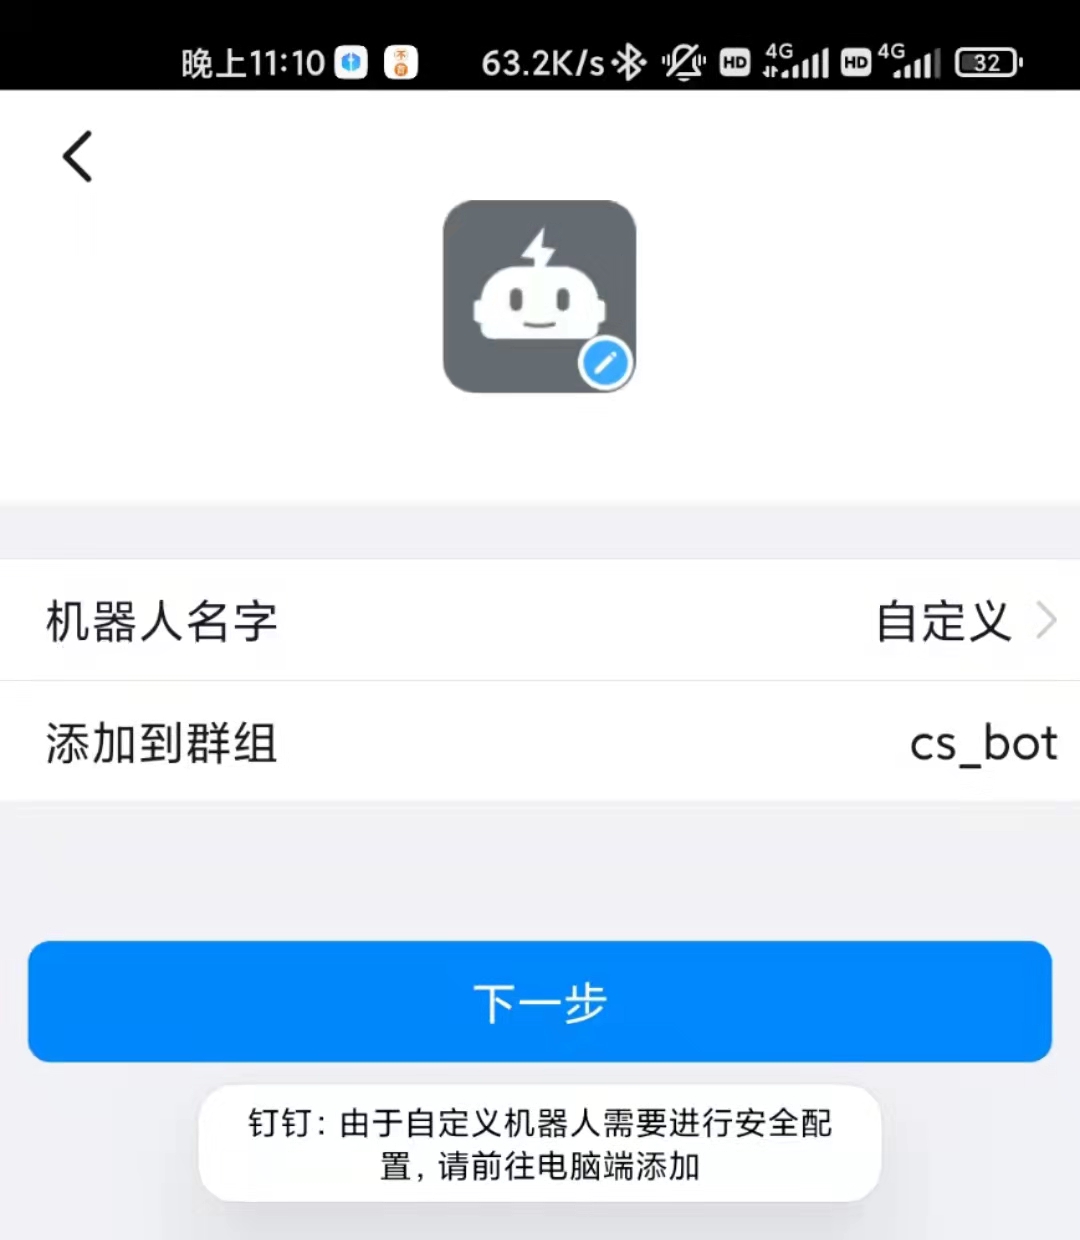 晚上11:10
63.2K/s
HD
4G
HD
4G
32
机器人名字
自定义
添加到群组
cs_bot
下一步
钉钉：由于自定义机器人需要进行安全配
置，请前往电脑端添加